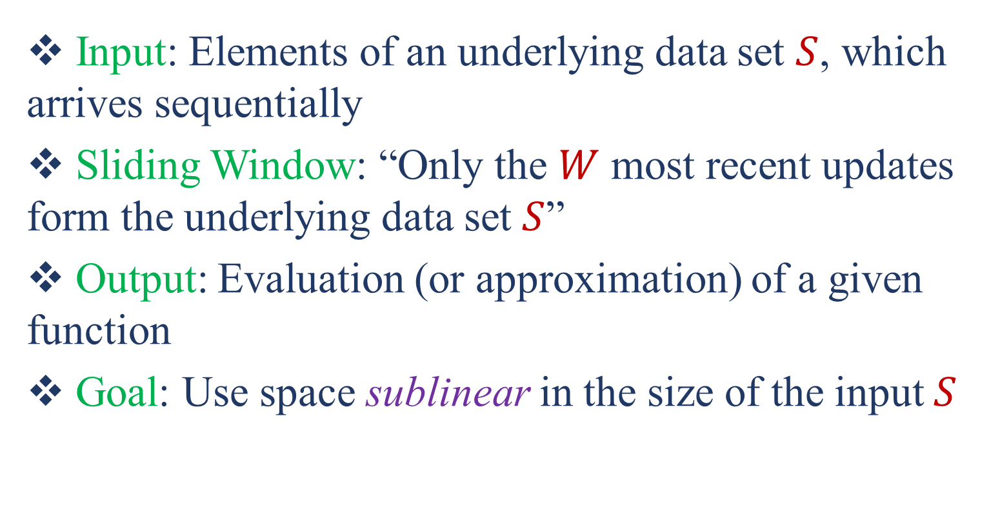 ❖ Input: Elements of an underlying data set S, which
arrives sequentially
❖ Sliding Window: “Only the W most recent updates
form the underlying data set S”
❖ Output: Evaluation (or approximation) of a given
function
❖ Goal: Use space sublinear in the size of the input S